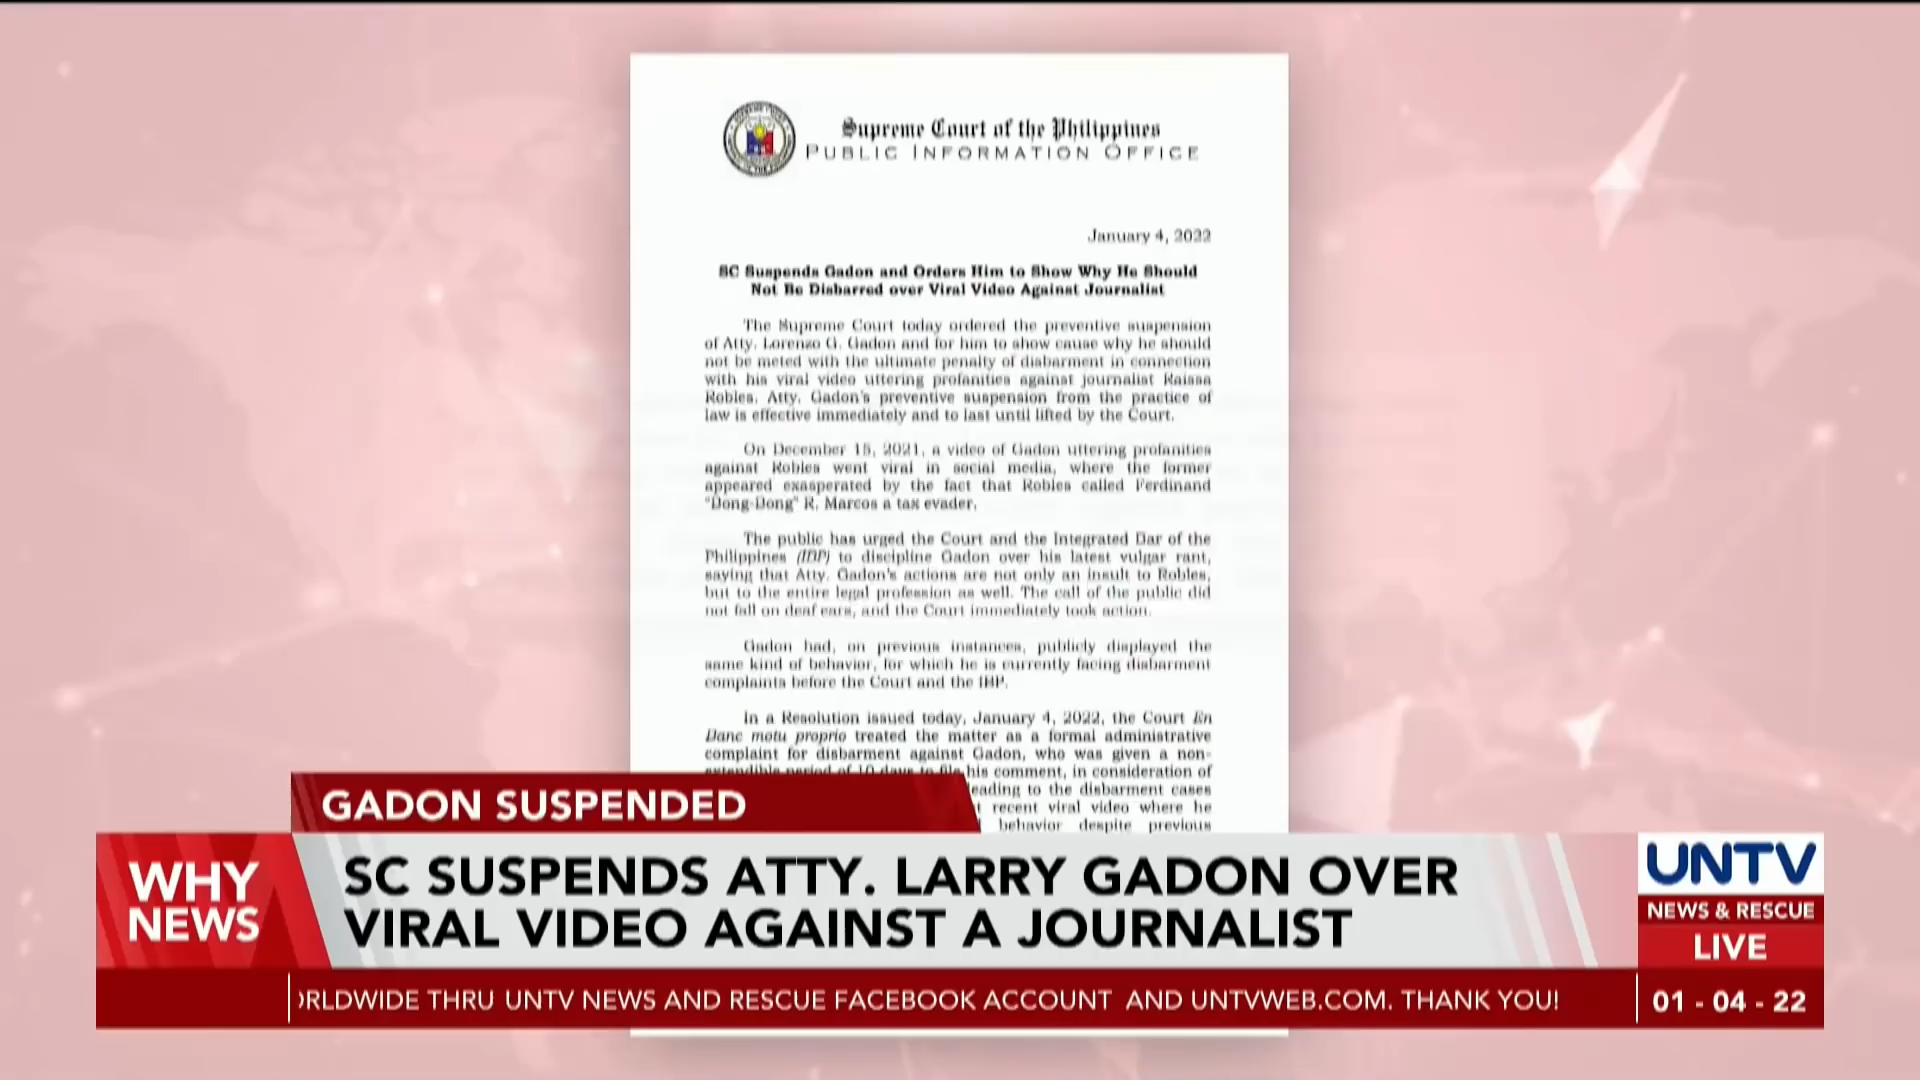 Supreme Court of the Philippines
PUBLIC INFORMATION OFFICE
January 4, 2022
SC Suspends Gadon and Orders Him to Show Why He Should
Not Be Disbarred over Viral Video Against Journalist
The Supreme Court today ordered the preventive suspension
of Atty. Lorenzo G. Gadon and for him to show cause why he should
not be meted with the ultimate penalty of disbarment in connection
with his viral video uttering profanities against journalist Raissa
Robles. Atty. Gadon's preventive suspension from the practice of
law is effective immediately and to last until lifted by the Court.
On December 15, 2021, a video of Gadon uttering profanities
against Robles went viral in social media, where the former
appeared exasperated by the fact that Robles called Ferdinand
"Bong-Bong" R. Marcos a tax evader.
The public has urged the Court and the Integrated Bar of the
Philippines (IBP) to discipline Gadon over his latest vulgar rant,
saying that Atty. Gadon's actions are not only an insult to Robles,
but to the entire legal profession as well. The call of the public did
not fall on deaf ears, and the Court immediately took action.
Gadon had, on previous instances, publicly displayed the
same kind of behavior, for which he is currently facing disbarment
complaints before the Court and the IBP.
In a Resolution issued today, January 4, 2022, the Court En
Banc motu proprio treated the matter as a formal administrative
complaint for disbarment against Gadon, who was given a non-
extendible period of 10 days to file his comment, in consideration of
leading to the disbarment cases
recent viral video where he
behavior despite previous
GADON SUSPENDED
WHY
NEWS
SC SUSPENDS ATTY. LARRY GADON OVER
VIRAL VIDEO AGAINST A JOURNALIST
UNTV
NEWS & RESCUE
LIVE
ORLDWIDE THRU UNTV NEWS AND RESCUE FACEBOOK ACCOUNT AND UNTVWEB.COM. THANK YOU!
01 - 04 - 22